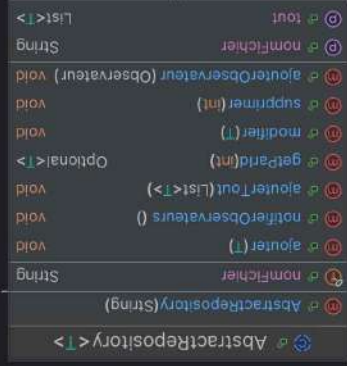 AbstractRepository<T>
AbstractRepository(String)
nomFichier String
ajouter(T) void
notifierObservateurs () void
ajouterTout(List<T>) void
getParId(int) Optional<T>
modifier(T) void
supprimer(int) void
ajouterObservateur (Observateur) void
nomFichier String
tout List<T>